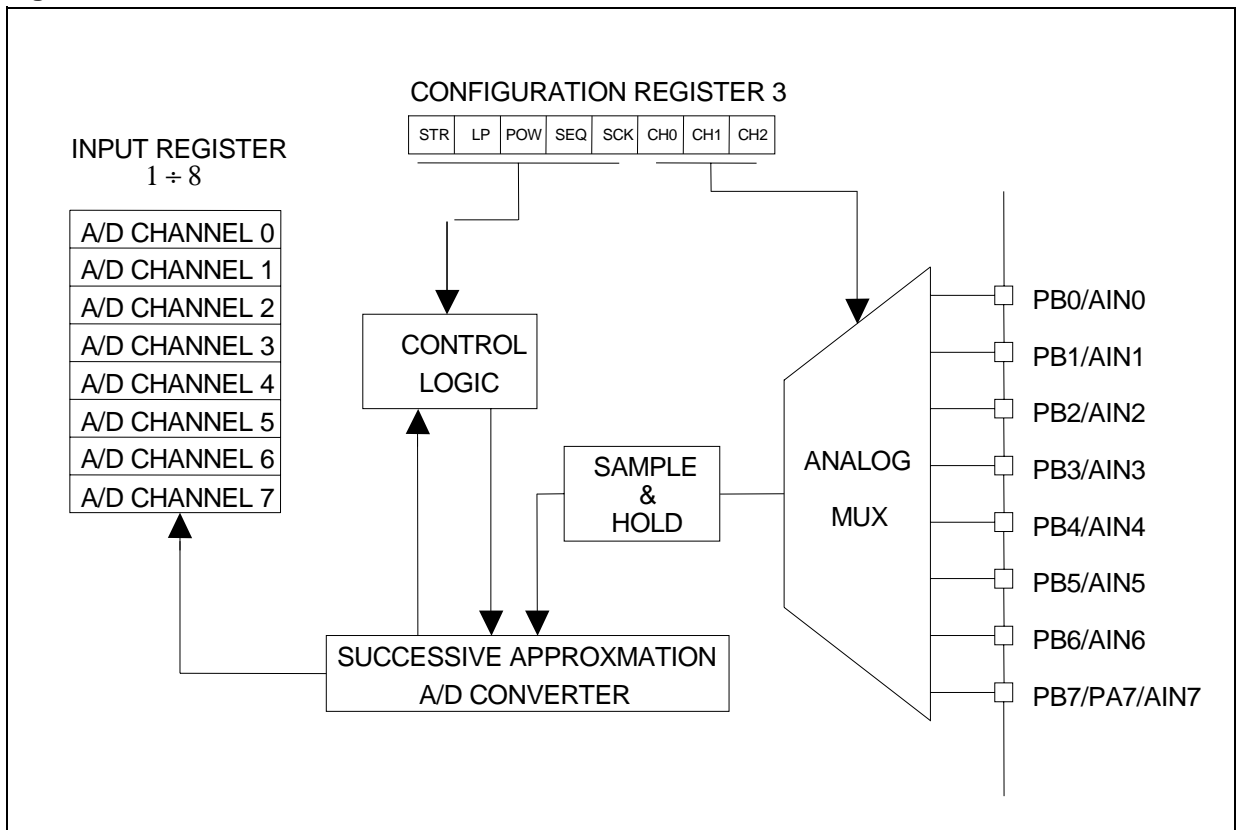 CONFIGURATION REGISTER 3
STR LP POW SEQ SCK CH0 CH1 CH2
INPUT REGISTER
1 ÷ 8
A/D CHANNEL 0
A/D CHANNEL 1
A/D CHANNEL 2
A/D CHANNEL 3
A/D CHANNEL 4
A/D CHANNEL 5
A/D CHANNEL 6
A/D CHANNEL 7
CONTROL
LOGIC
SAMPLE
&
HOLD
ANALOG
MUX
SUCCESSIVE APPROXMATION
A/D CONVERTER
PB0/AIN0
PB1/AIN1
PB2/AIN2
PB3/AIN3
PB4/AIN4
PB5/AIN5
PB6/AIN6
PB7/PA7/AIN7